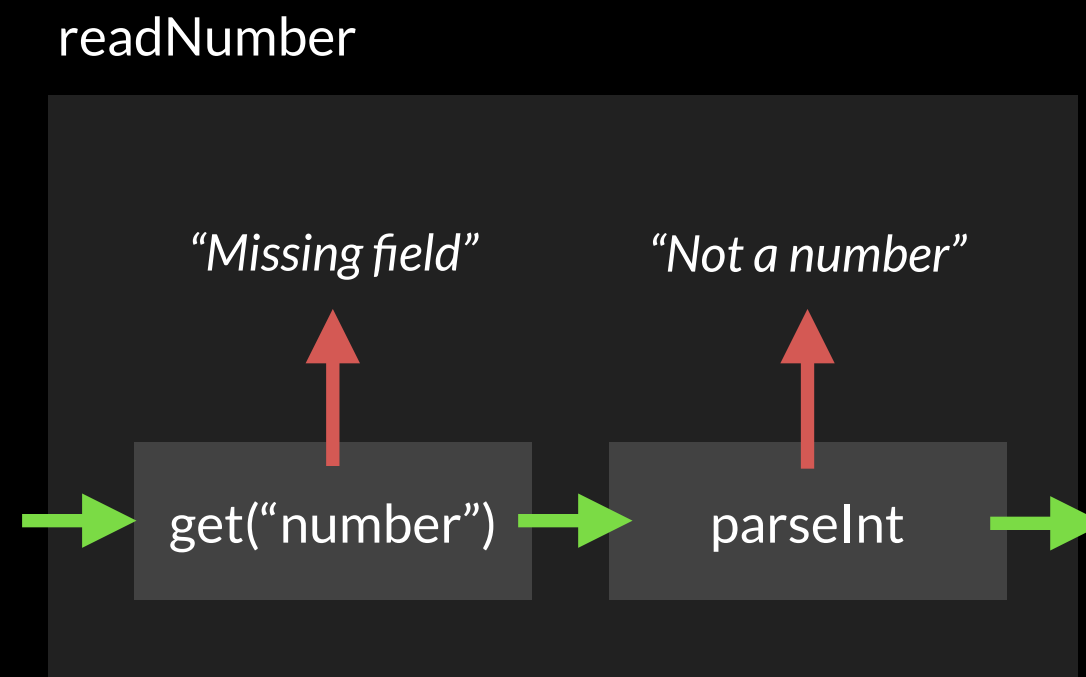 readNumber
“Missing field” “Not a number”
get(“number”) parseInt